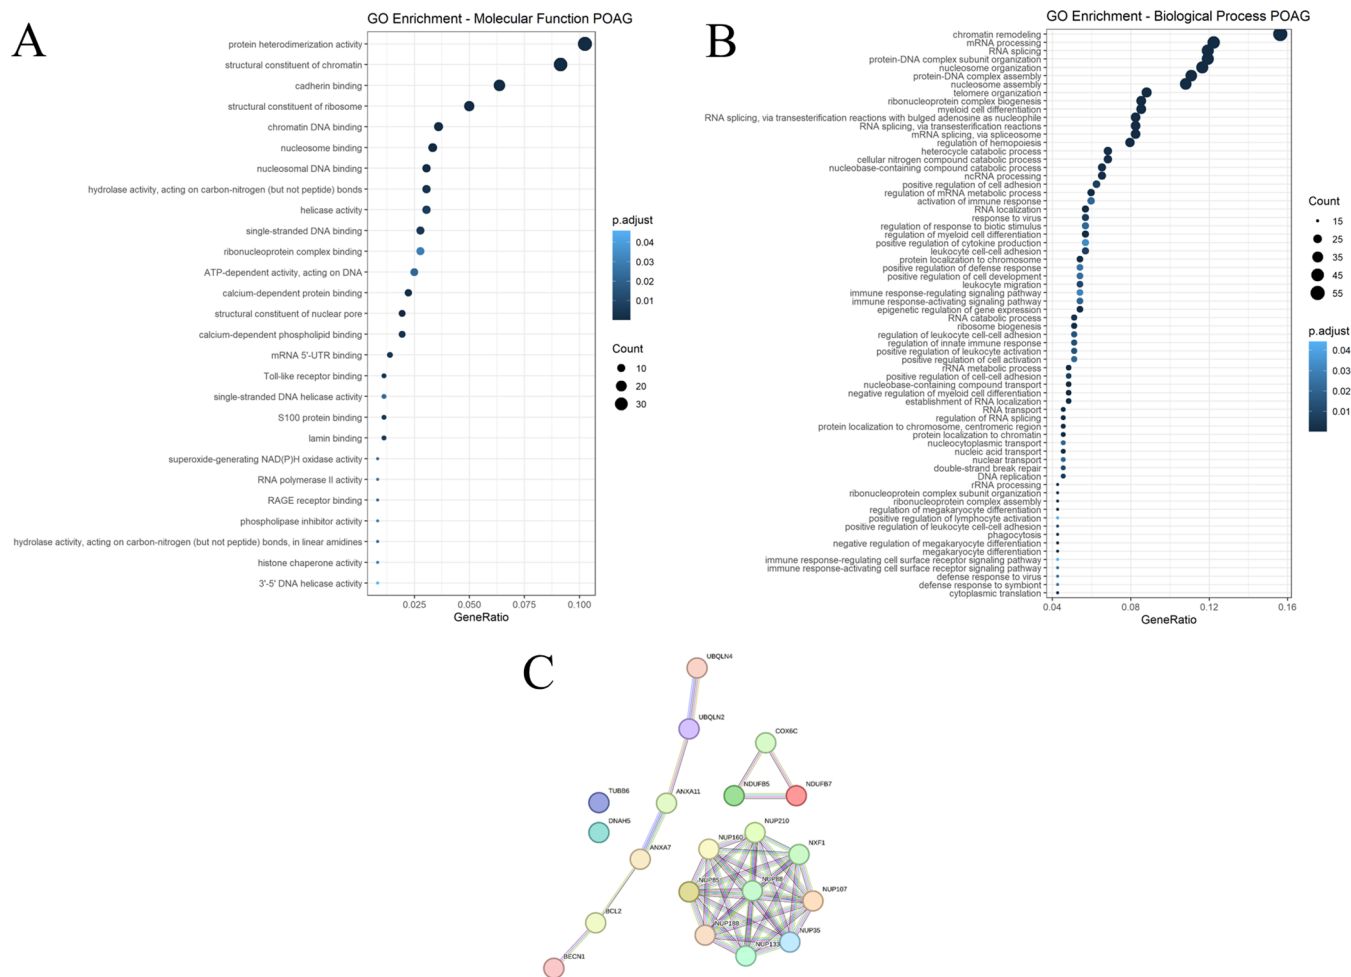 A
GO Enrichment - Molecular Function POAG
protein heterodimerization activity
structural constituent of chromatin
cadherin binding
structural constituent of ribosome
chromatin DNA binding
nucleosome binding
nucleosomal DNA binding
hydrolase activity, acting on carbon-nitrogen (but not peptide) bonds
helicase activity
single-stranded DNA binding
ribonucleoprotein complex binding
ATP-dependent activity, acting on DNA
calcium-dependent protein binding
structural constituent of nuclear pore
calcium-dependent phospholipid binding
mRNA 5'-UTR binding
Toll-like receptor binding
single-stranded DNA helicase activity
S100 protein binding
lamin binding
superoxide-generating NAD(P)H oxidase activity
RNA polymerase II activity
RAGE receptor binding
phospholipase inhibitor activity
hydrolase activity, acting on carbon-nitrogen (but not peptide) bonds, in linear amidines
histone chaperone activity
3'-5' DNA helicase activity
0.025 0.050 0.075 0.100
GeneRatio
p.adjust
0.04
0.03
0.02
0.01
Count
10
20
30
B
GO Enrichment - Biological Process POAG
chromatin remodeling
mRNA processing
RNA splicing
protein-DNA complex subunit organization
nucleosome organization
protein-DNA complex assembly
nucleosome assembly
telomere organization
ribonucleoprotein complex biogenesis
myeloid cell differentiation
RNA splicing, via transesterification reactions with bulged adenosine as nucleophile
RNA splicing, via transesterification reactions
mRNA splicing, via spliceosome
regulation of hemopoiesis
heterocycle catabolic process
cellular nitrogen compound catabolic process
nucleobase-containing compound catabolic process
ncRNA processing
positive regulation of cell adhesion
regulation of mRNA metabolic process
activation of immune response
RNA localization
response to virus
regulation of response to biotic stimulus
regulation of myeloid cell differentiation
positive regulation of cytokine production
leukocyte cell-cell adhesion
protein localization to chromosome
positive regulation of defense response
positive regulation of cell development
leukocyte migration
immune response-regulating signaling pathway
immune response-activating signaling pathway
epigenetic regulation of gene expression
RNA catabolic process
ribosome biogenesis
regulation of leukocyte cell-cell adhesion
regulation of innate immune response
positive regulation of leukocyte activation
positive regulation of cell activation
rRNA metabolic process
positive regulation of cell-cell adhesion
nucleobase-containing compound transport
negative regulation of myeloid cell differentiation
establishment of RNA localization
RNA transport
regulation of RNA splicing
protein localization to chromosome, centromeric region
protein localization to chromatin
nucleocytoplasmic transport
nucleic acid transport
nuclear transport
double-strand break repair
DNA replication
rRNA processing
ribonucleoprotein complex subunit organization
ribonucleoprotein complex assembly
regulation of megakaryocyte differentiation
positive regulation of lymphocyte activation
positive regulation of leukocyte cell-cell adhesion
phagocytosis
negative regulation of megakaryocyte differentiation
megakaryocyte differentiation
immune response-regulating cell surface receptor signaling pathway
immune response-activating cell surface receptor signaling pathway
defense response to virus
defense response to symbiont
cytoplasmic translation
0.04 0.08 0.12 0.16
GeneRatio
Count
15
25
35
45
55
p.adjust
0.04
0.03
0.02
0.01
C
UBQLN4
UBQLN2
COX6C
NDUFB5
NDUFB7
TUBB6
ANXA11
DNAH5
ANXA7
NUP210
NUP160
NXF1
NUP85
NUP88
NUP107
BCL2
NUP188
NUP35
NUP133
BECN1